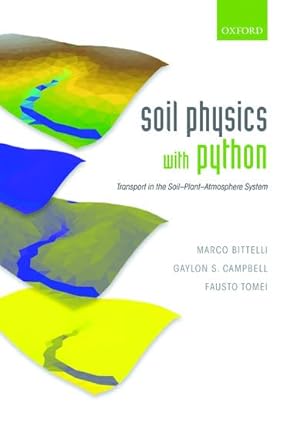 OXFORD
soil physics
with python
Transport in the Soil–Plant–Atmosphere System
MARCO BITTELLI
GAYLON S. CAMPBELL
FAUSTO TOMEI